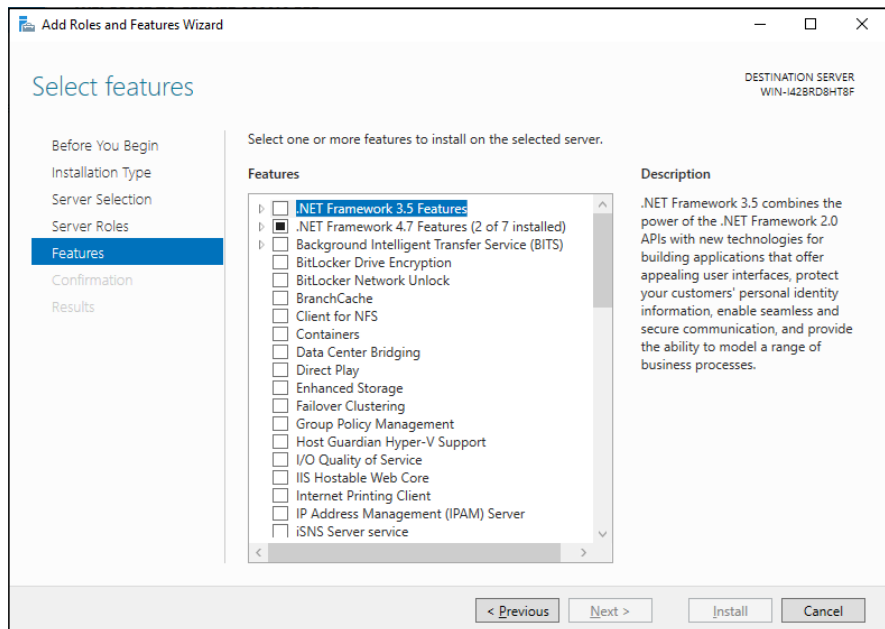 Add Roles and Features Wizard
Select features
DESTINATION SERVER
WIN-I42BRD8HT8F
Before You Begin
Installation Type
Server Selection
Server Roles
Features
Confirmation
Results
Select one or more features to install on the selected server.
Features
.NET Framework 3.5 Features
.NET Framework 4.7 Features (2 of 7 installed)
Background Intelligent Transfer Service (BITS)
BitLocker Drive Encryption
BitLocker Network Unlock
BranchCache
Client for NFS
Containers
Data Center Bridging
Direct Play
Enhanced Storage
Failover Clustering
Group Policy Management
Host Guardian Hyper-V Support
I/O Quality of Service
IIS Hostable Web Core
Internet Printing Client
IP Address Management (IPAM) Server
iSNS Server service
Description
.NET Framework 3.5 combines the
power of the .NET Framework 2.0
APIs with new technologies for
building applications that offer
appealing user interfaces, protect
your customers' personal identity
information, enable seamless and
secure communication, and provide
the ability to model a range of
business processes.
< Previous
Next >
Install
Cancel